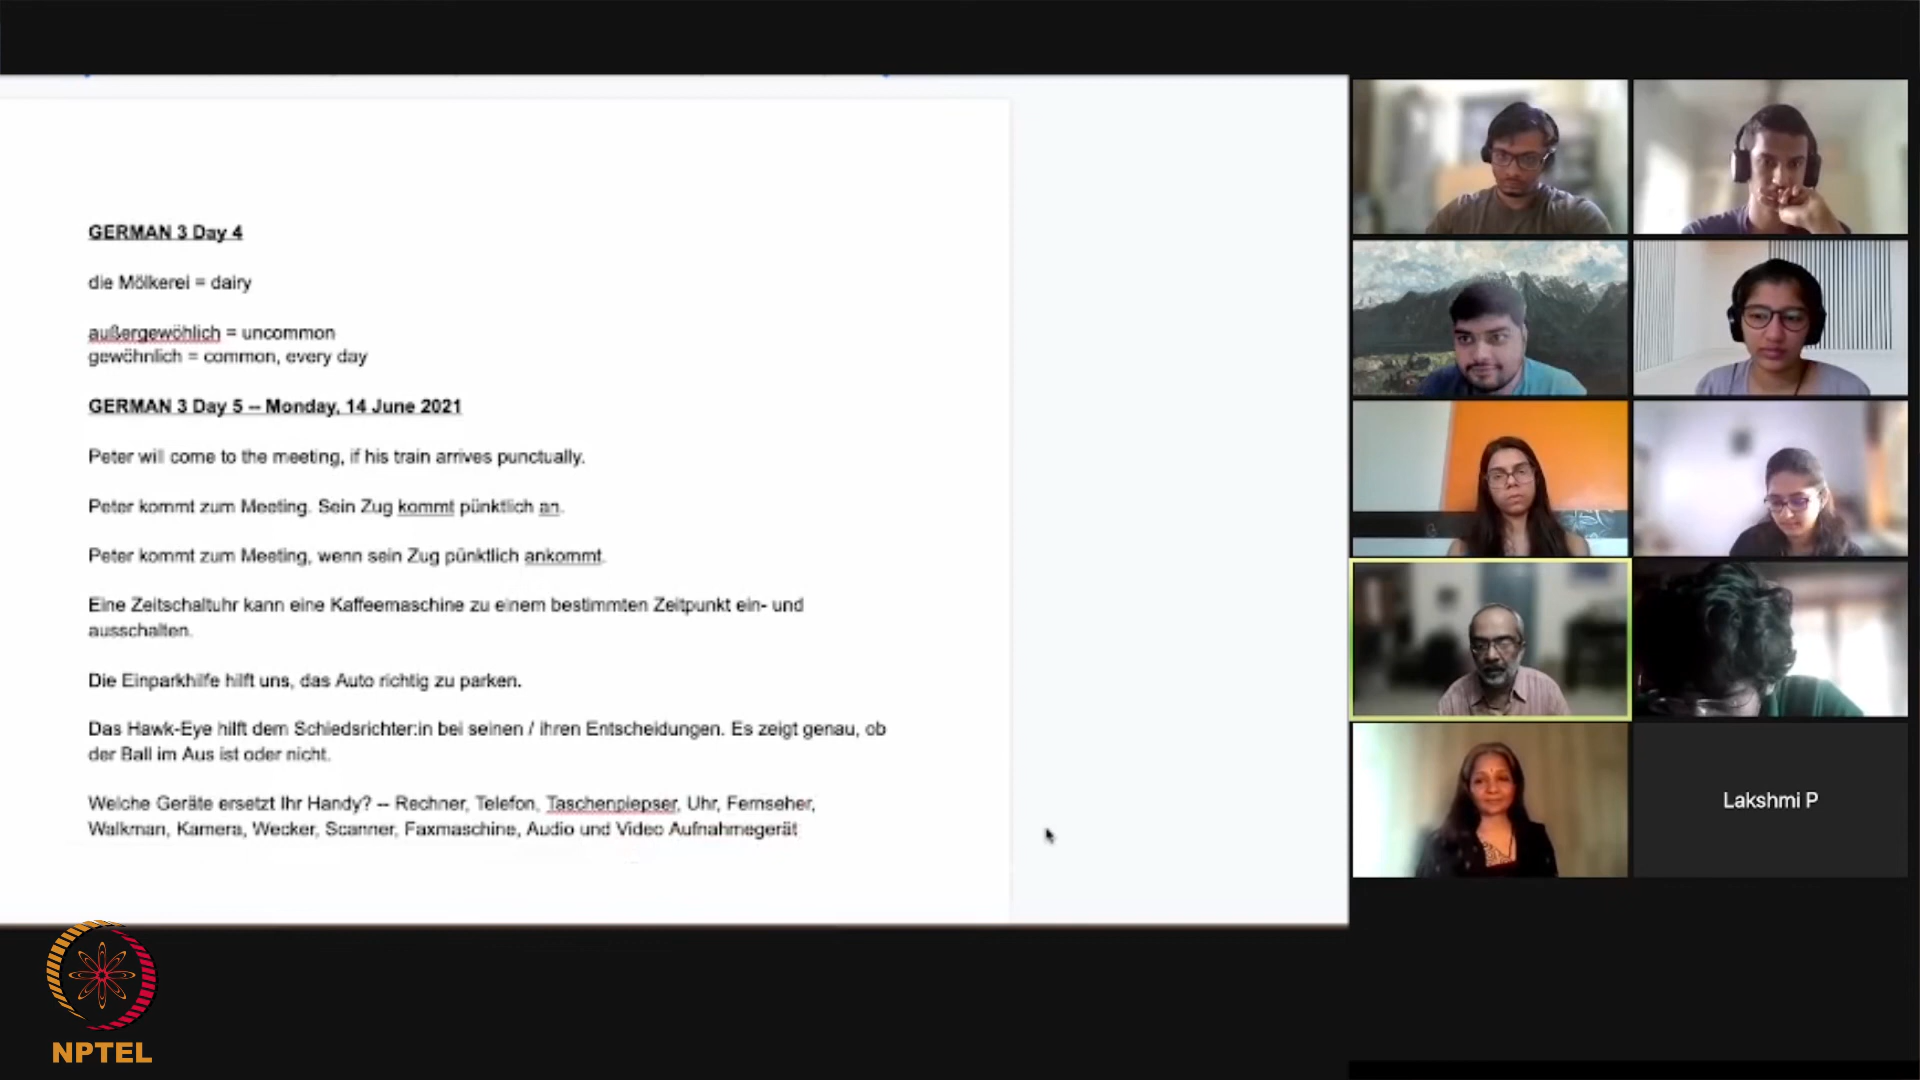 GERMAN 3 Day 4
die Mölkerei = dairy
außergewöhlich = uncommon
gewöhnlich = common, every day
GERMAN 3 Day 5 -- Monday, 14 June 2021
Peter will come to the meeting, if his train arrives punctually.
Peter kommt zum Meeting. Sein Zug kommt pünktlich an.
Peter kommt zum Meeting, wenn sein Zug pünktlich ankommt.
Eine Zeitschaltuhr kann eine Kaffeemaschine zu einem bestimmten Zeitpunkt ein- und
ausschalten.
Die Einparkhilfe hilft uns, das Auto richtig zu parken.
Das Hawk-Eye hilft dem Schiedsrichter:in bei seinen / ihren Entscheidungen. Es zeigt genau, ob
der Ball im Aus ist oder nicht.
Welche Geräte ersetzt Ihr Handy? -- Rechner, Telefon, Taschenpiepser, Uhr, Fernseher,
Walkman, Kamera, Wecker, Scanner, Faxmaschine, Audio und Video Aufnahmegerät
Lakshmi P
NPTEL